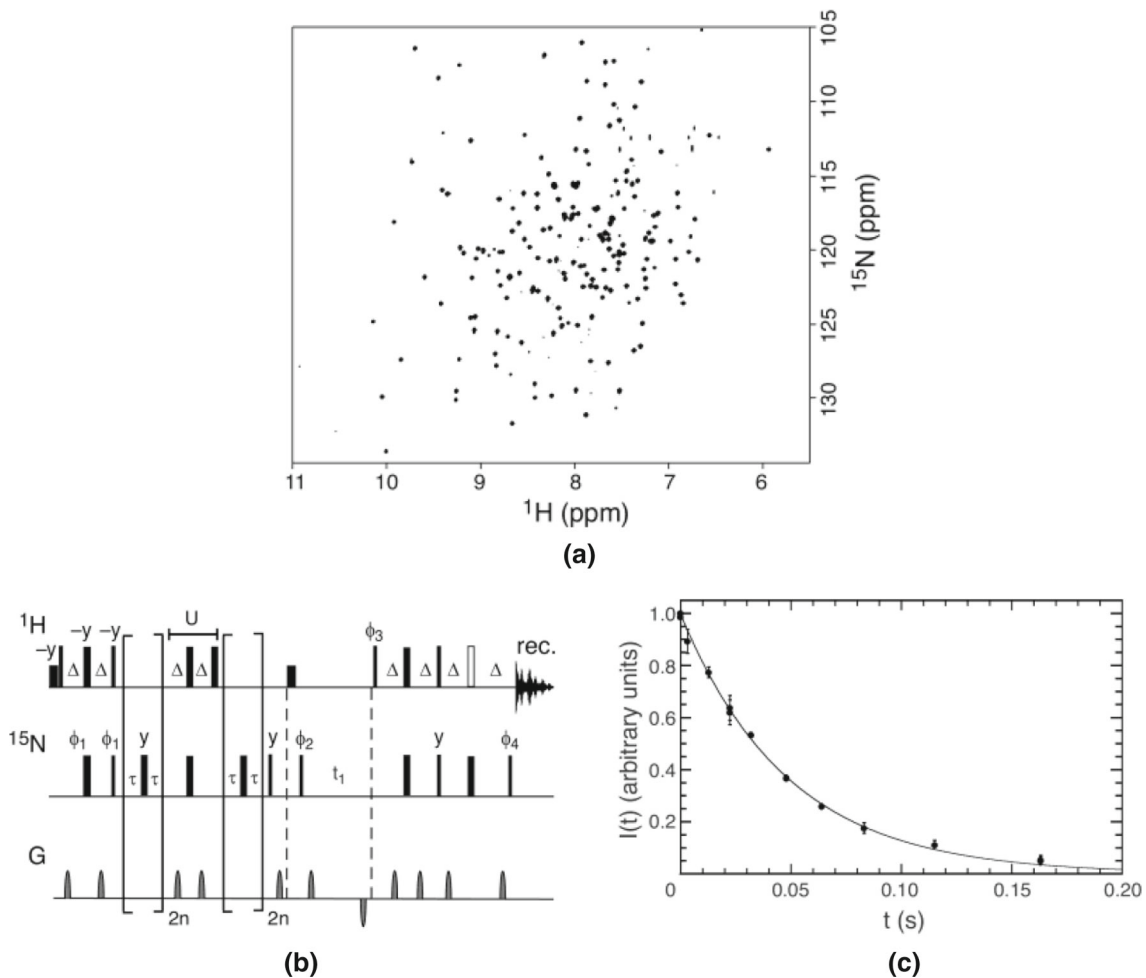 105
110
115
120
125
130
¹⁵N (ppm)
11 10 9 8 7 6
¹H (ppm)
(a)
¹H
U
–y –y –y
ϕ₃
rec.
Δ Δ Δ Δ Δ Δ Δ
¹⁵N
ϕ₁ ϕ₁ y y ϕ₂ y ϕ₄
τ τ τ τ t₁
G
2n 2n
(b)
I(t) (arbitrary units)
1.0
0.8
0.6
0.4
0.2
0 0.05 0.10 0.15 0.20
t (s)
(c)